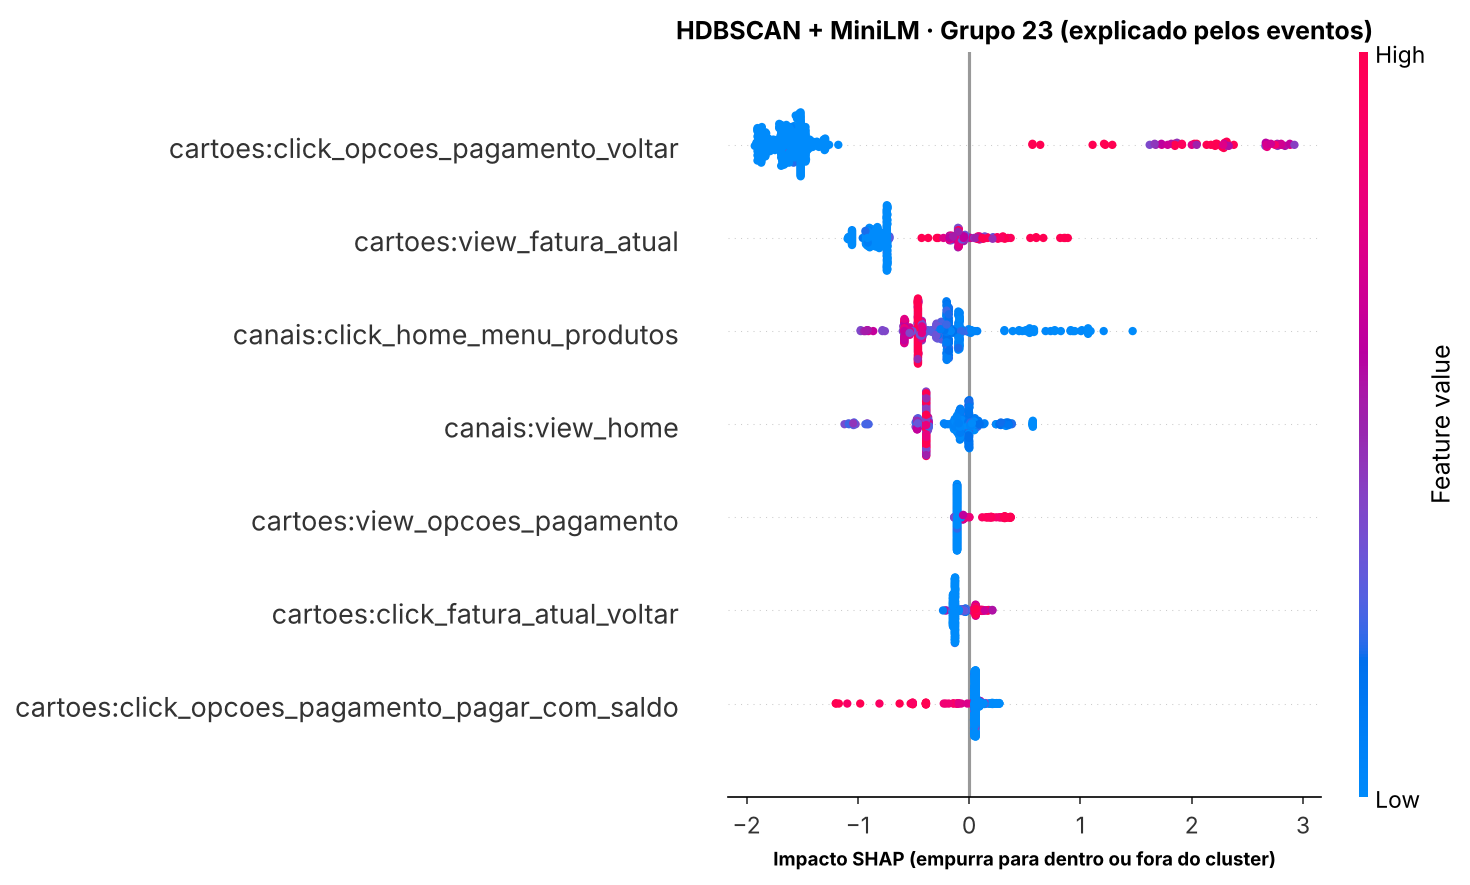 HDBSCAN + MiniLM · Grupo 23 (explicado pelos eventos)
High
cartoes:click_opcoes_pagamento_voltar
cartoes:view_fatura_atual
canais:click_home_menu_produtos
canais:view_home
cartoes:view_opcoes_pagamento
cartoes:click_fatura_atual_voltar
cartoes:click_opcoes_pagamento_pagar_com_saldo
Feature value
Low
−2 −1 0 1 2 3
Impacto SHAP (empurra para dentro ou fora do cluster)